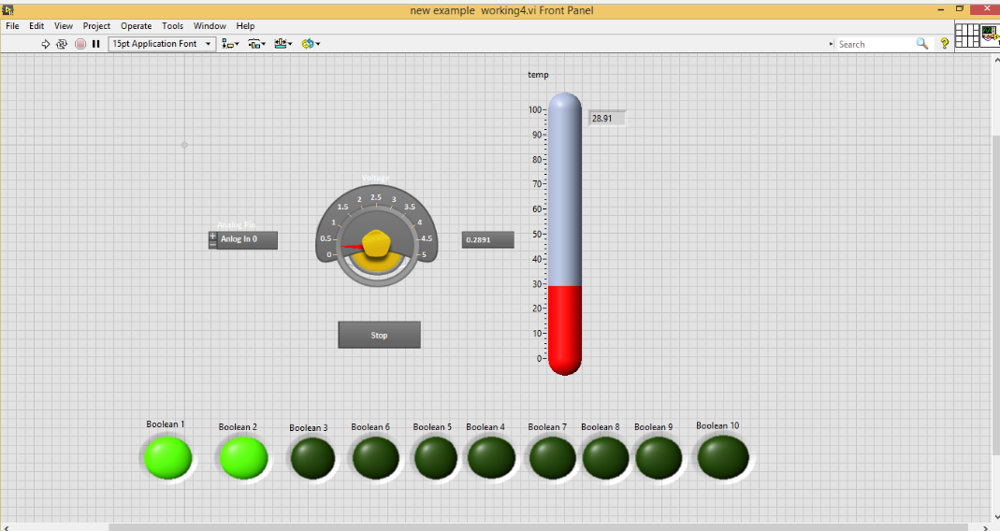 new example working4.vi Front Panel
File Edit View Project Operate Tools Window Help
15pt Application Font
Search
temp
100
28.91
90
80
70
60
50
40
30
20
10
0
Voltage
0
0.5
1
1.5
2
2.5
3
3.5
4
4.5
5
Analog Pin
Anlog In 0
0.2891
Stop
Boolean 1 Boolean 2 Boolean 3 Boolean 6 Boolean 5 Boolean 4 Boolean 7 Boolean 8 Boolean 9 Boolean 10